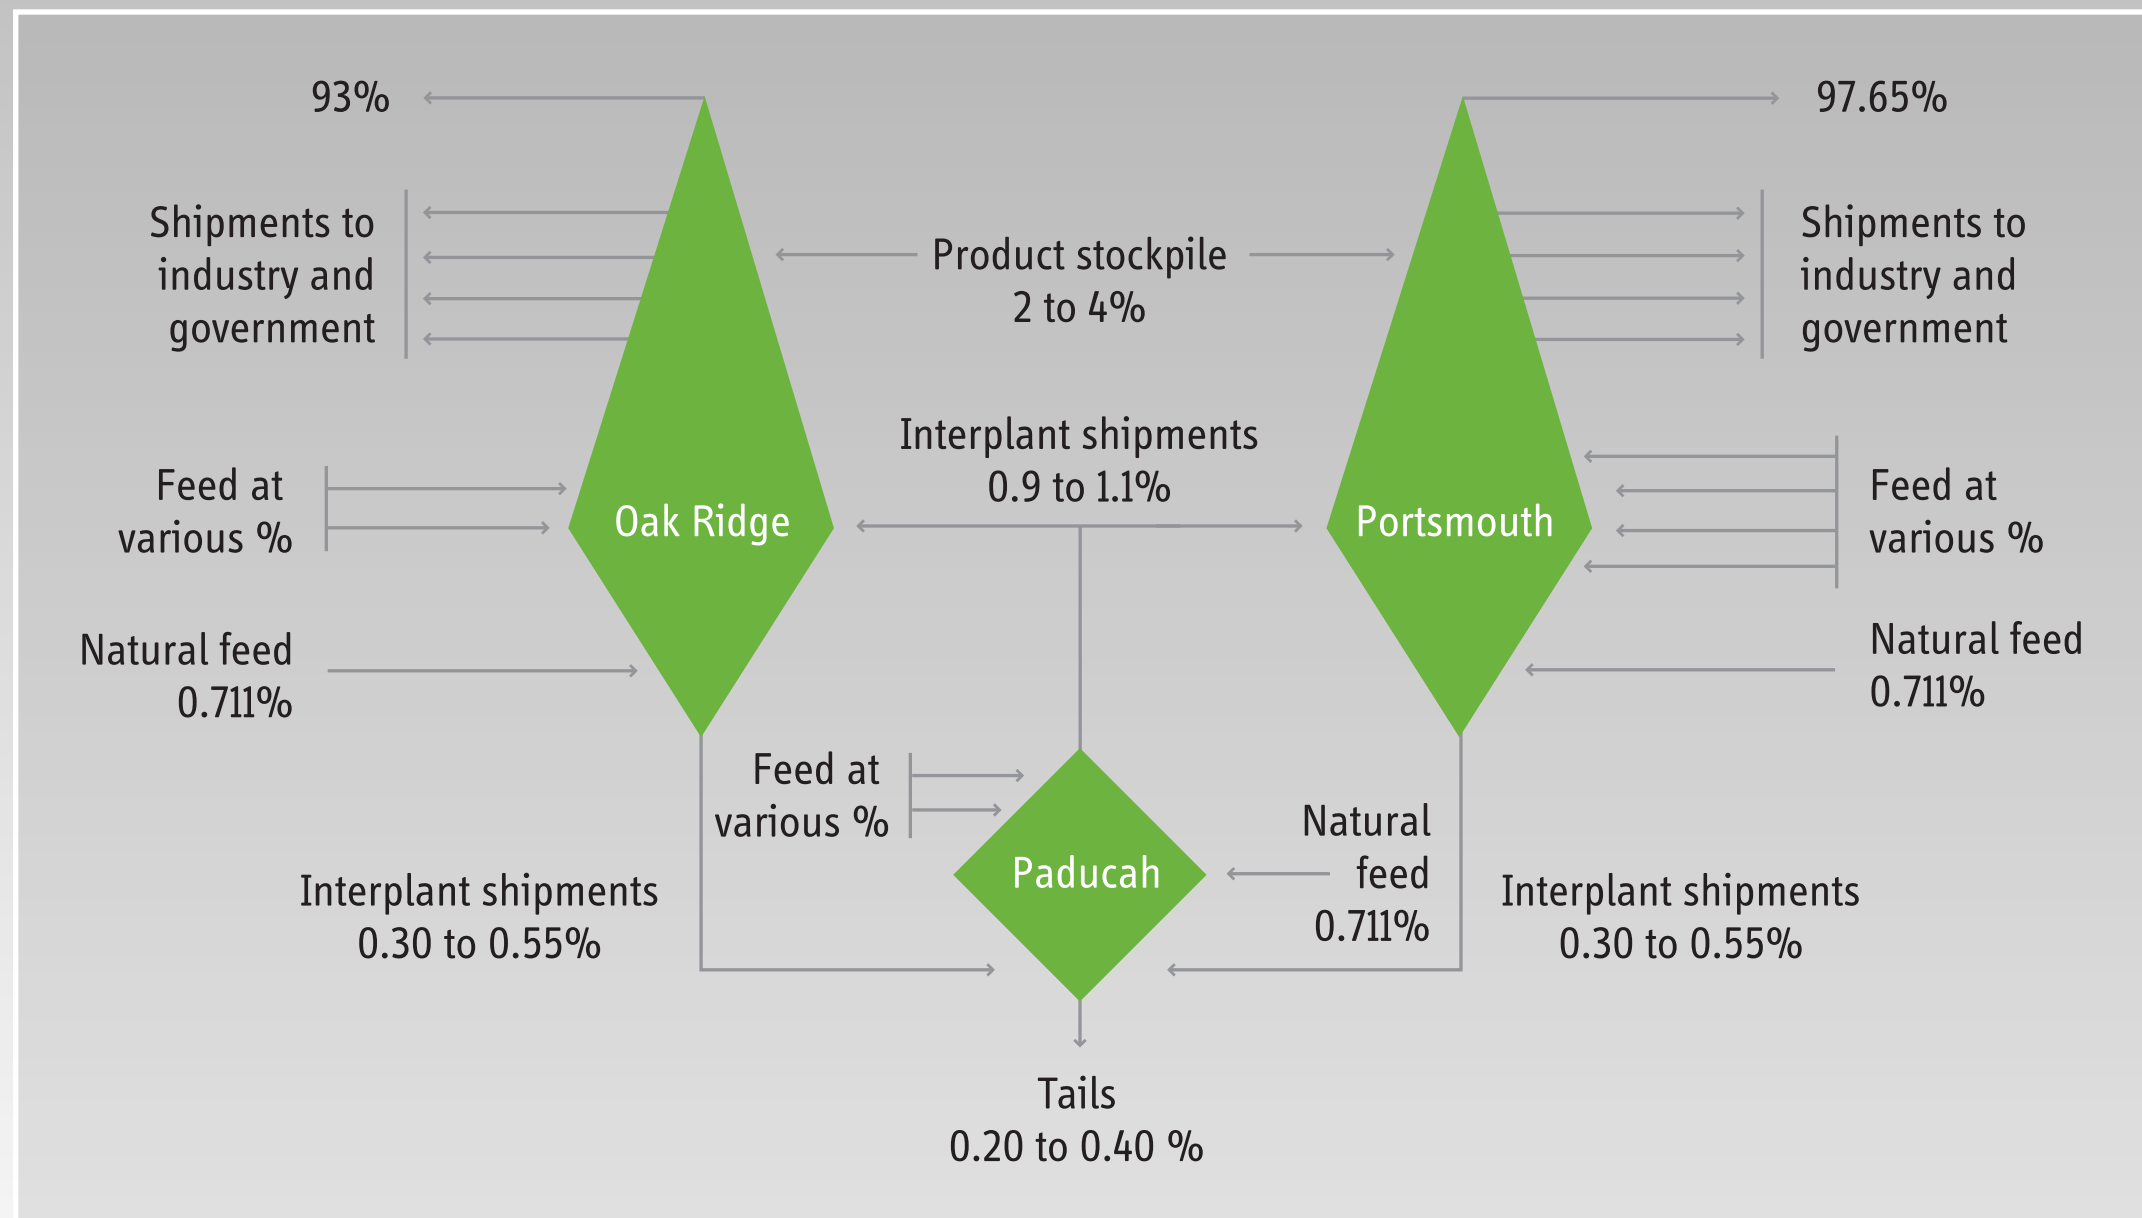 93%
97.65%
Shipments to
industry and
government
Product stockpile
2 to 4%
Shipments to
industry and
government
Interplant shipments
0.9 to 1.1%
Feed at
various %
Oak Ridge
Portsmouth
Feed at
various %
Natural feed
0.711%
Natural feed
0.711%
Feed at
various %
Natural
feed
0.711%
Paducah
Interplant shipments
0.30 to 0.55%
Interplant shipments
0.30 to 0.55%
Tails
0.20 to 0.40 %